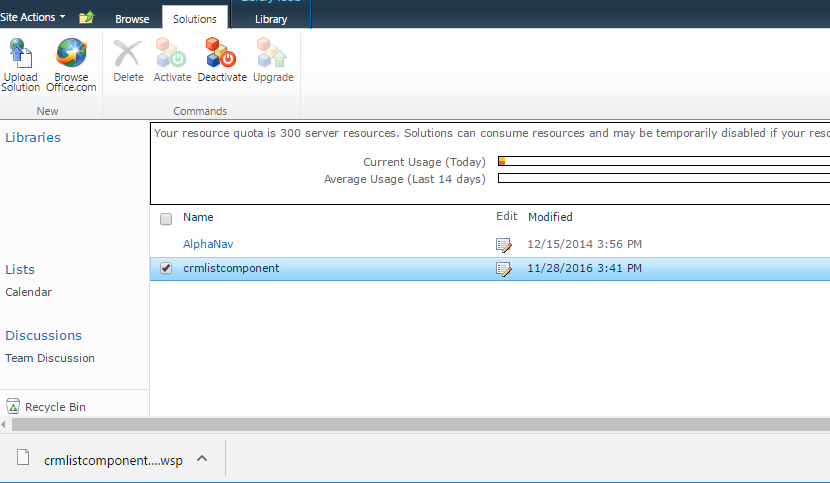 Site Actions
Browse
Solutions
Library Tools
Library
Upload Solution
Browse Office.com
Delete
Activate
Deactivate
Upgrade
New
Commands
Libraries
Your resource quota is 300 server resources. Solutions can consume resources and may be temporarily disabled if your reso
Current Usage (Today)
Average Usage (Last 14 days)
Name Edit Modified
AlphaNav 12/15/2014 3:56 PM
crmlistcomponent 11/28/2016 3:41 PM
Lists
Calendar
Discussions
Team Discussion
Recycle Bin
crmlistcomponent....wsp